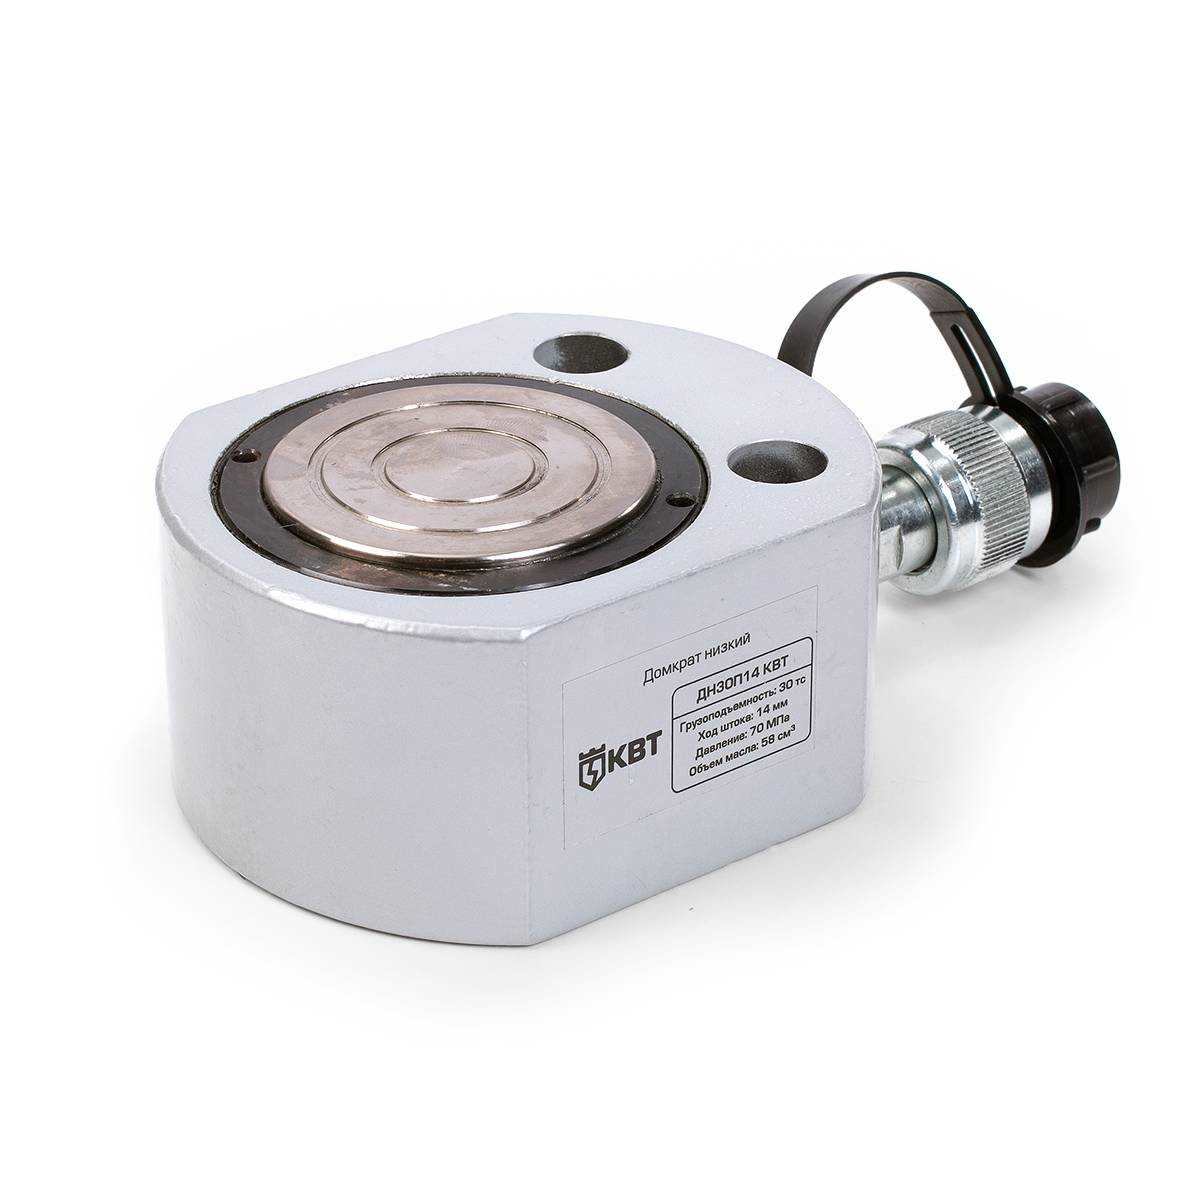 Домкрат низкий
КВТ
ДН30П14 КВТ
Грузоподъемность: 30 тс
Ход штока: 14 мм
Давление: 70 МПа
Объем масла: 58 см³